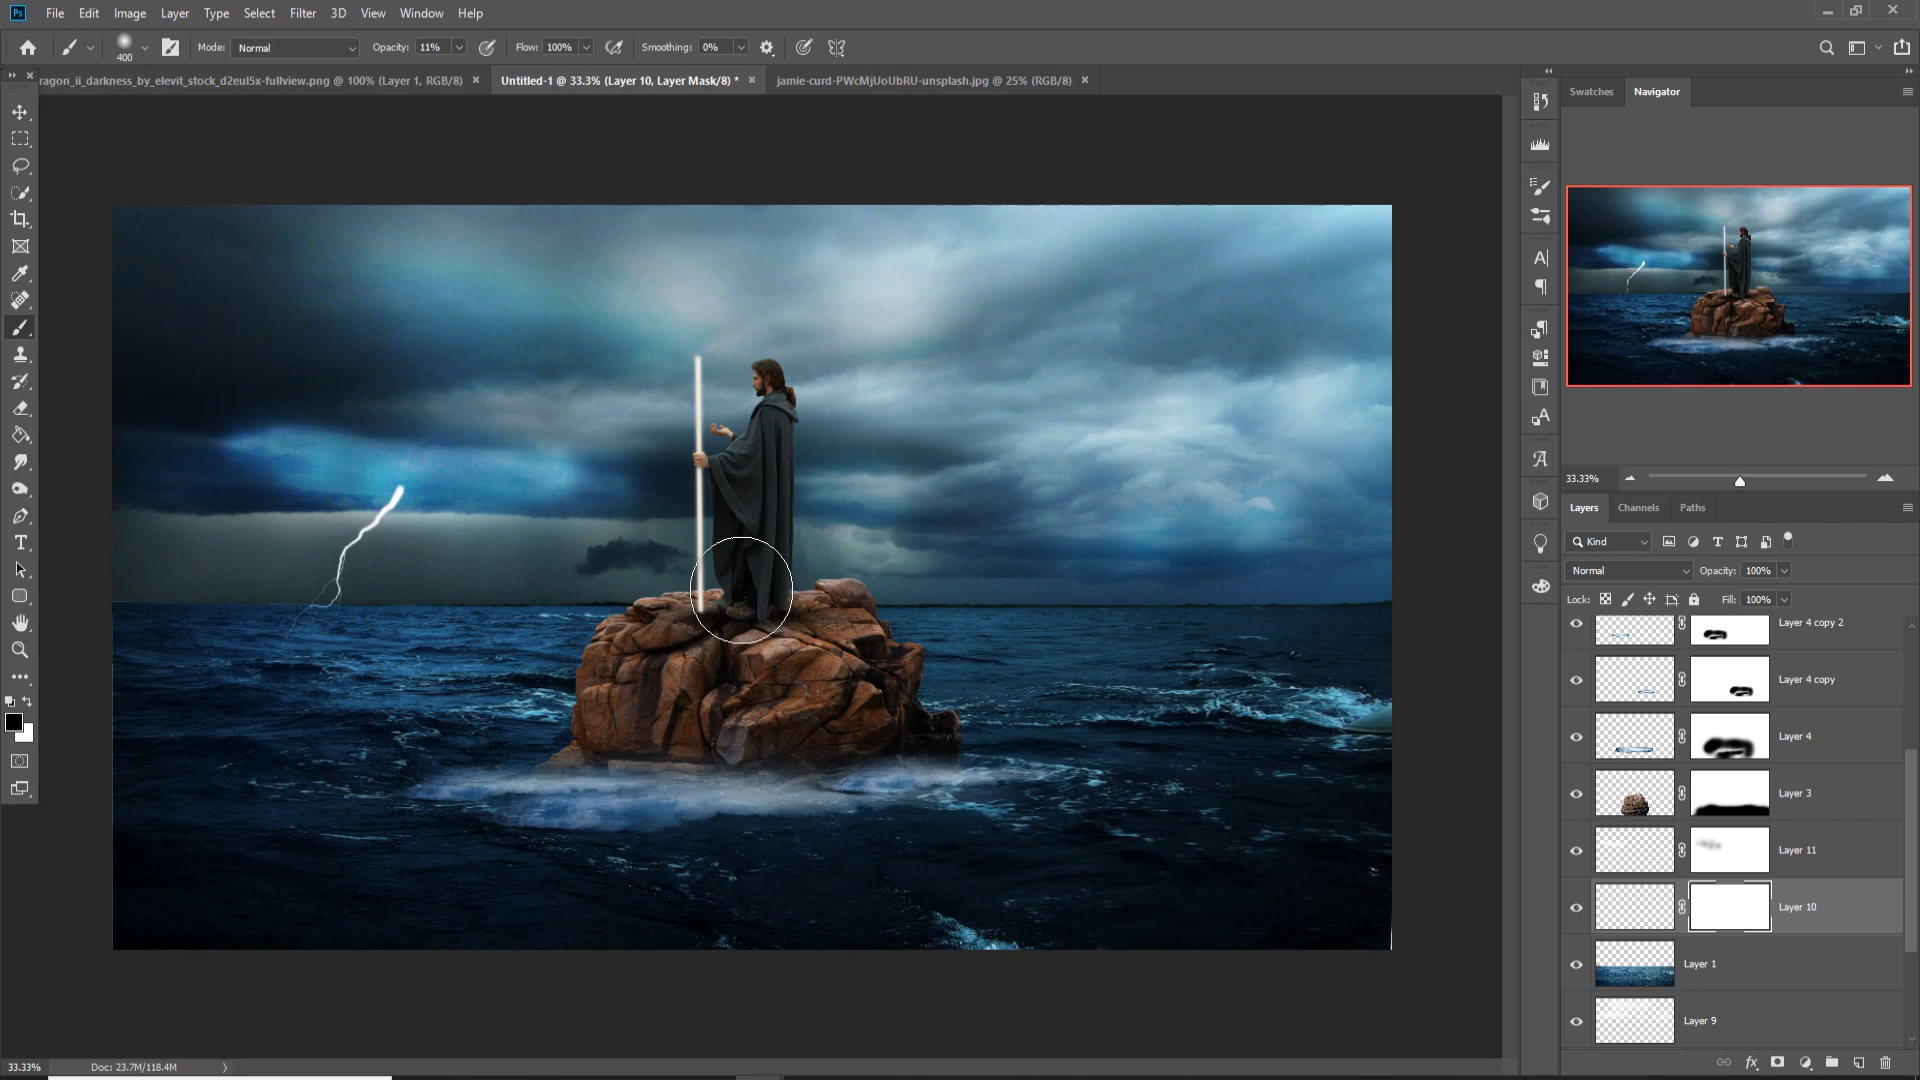 Ps File Edit Image Layer Type Select Filter 3D View Window Help
400 Mode: Normal Opacity: 11% Flow: 100% Smoothing: 0%
ragon_ii_darkness_by_elevit_stock_d2eul5x-fullview.png @ 100% (Layer 1, RGB/8) × Untitled-1 @ 33.3% (Layer 10, Layer Mask/8) * × jamie-curd-PWcMjUoUbRU-unsplash.jpg @ 25% (RGB/8) ×
Swatches Navigator
33.33%
Layers Channels Paths
Kind
Normal Opacity: 100%
Lock: Fill: 100%
Layer 4 copy 2
Layer 4 copy
Layer 4
Layer 3
Layer 11
Layer 10
Layer 1
Layer 9
fx
33.33% Doc: 23.7M/118.4M